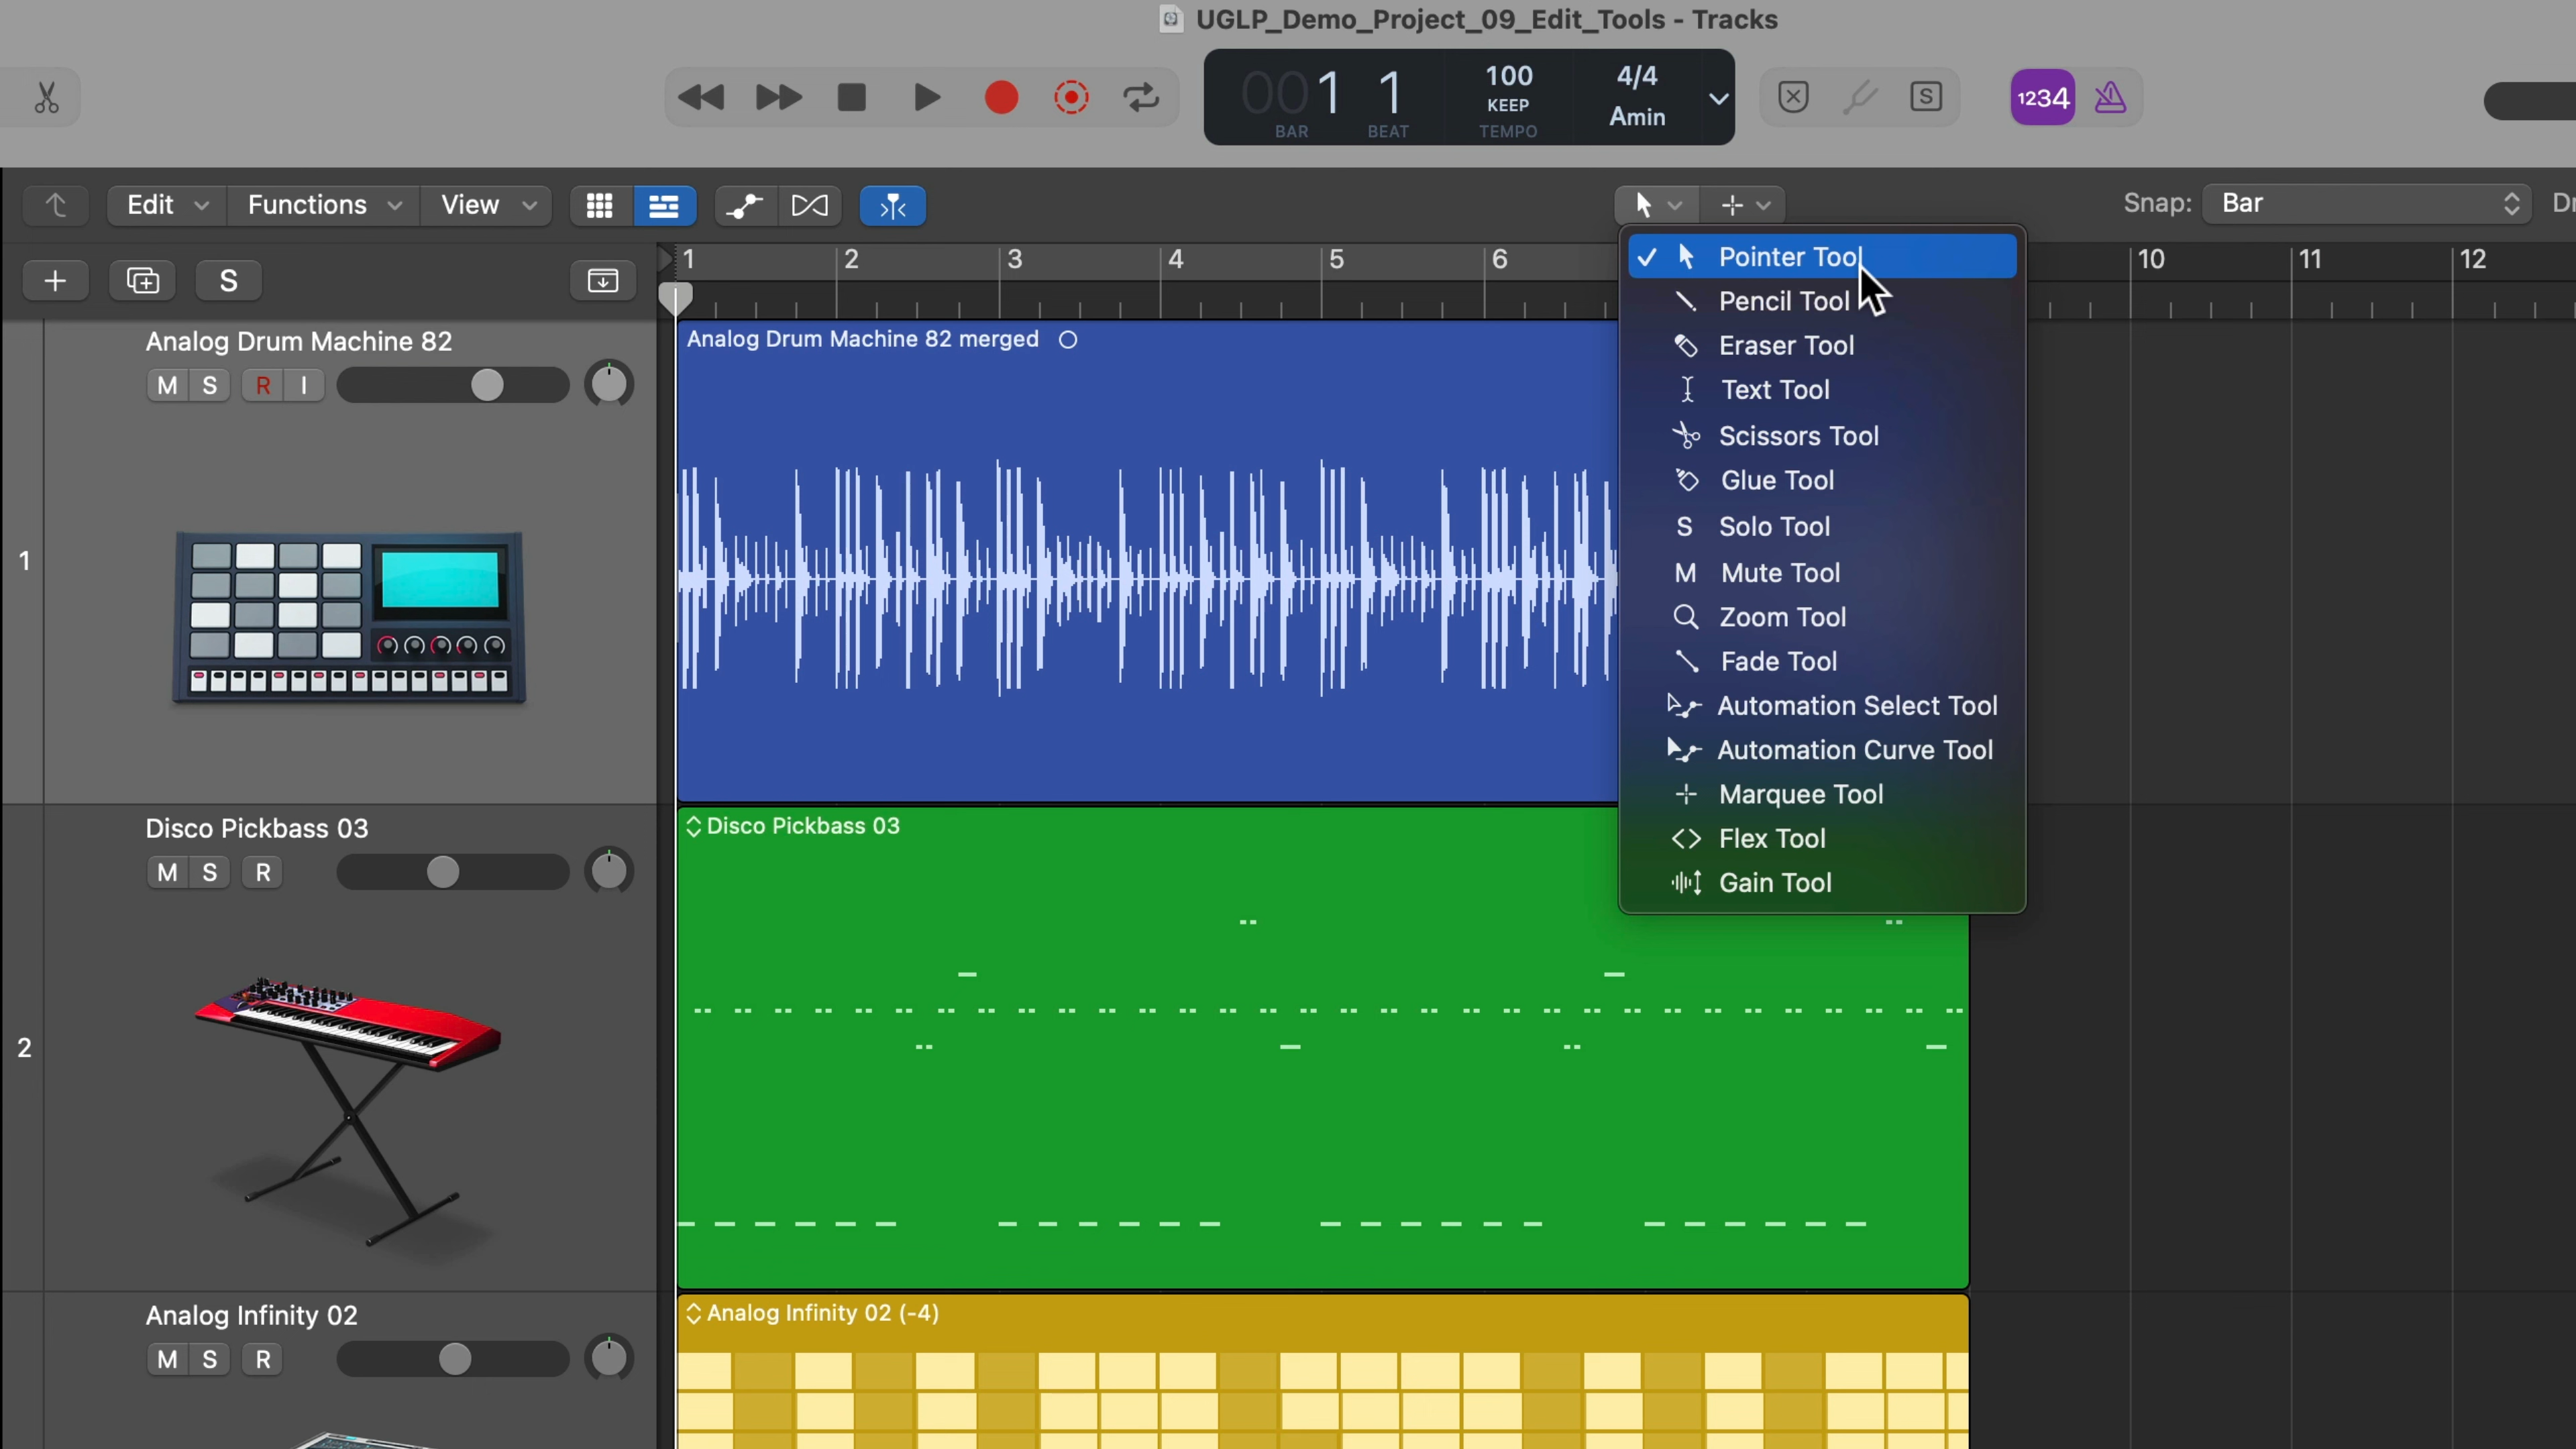 UGLP_Demo_Project_09_Edit_Tools - Tracks
001 1
BAR BEAT
100
KEEP
TEMPO
4/4
Amin
S
1234
Edit Functions View
Snap: Bar
S
1 2 3 4 5 6 10 11 12
Pointer Tool
Pencil Tool
Eraser Tool
Text Tool
Scissors Tool
Glue Tool
S Solo Tool
M Mute Tool
Zoom Tool
Fade Tool
Automation Select Tool
Automation Curve Tool
Marquee Tool
Flex Tool
Gain Tool
1
Analog Drum Machine 82
M S R I
Analog Drum Machine 82 merged
2
Disco Pickbass 03
M S R
Disco Pickbass 03
Analog Infinity 02
M S R
Analog Infinity 02 (-4)